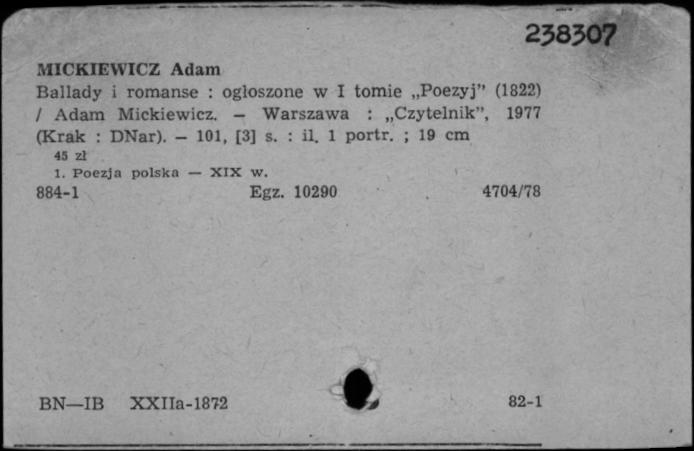 238307
MICKIEWICZ Adam
Ballady i romanse : ogłoszone w I tomie „Poezyj” (1822)
/ Adam Mickiewicz. — Warszawa : „Czytelnik”, 1977
(Krak : DNar). — 101, [3] s. : il. 1 portr. ; 19 cm
45 zł
1. Poezja polska — XIX w.
884-1 Egz. 10290 4704/78
BN—IB XXIIa-1872 82-1